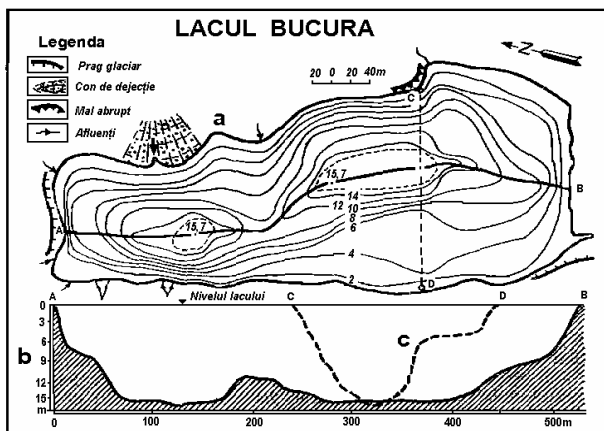 LACUL BUCURA
Legenda
Prag glaciar
Con de dejecție
Mal abrupt
Afluenți
20 0 20 40m
N
a
C
15,7
14
12
10
8
6
4
2
15,7
A
B
D
Nivelul lacului
A
C
D
B
b
c
0
3
6
9
12
15
m
0
100
200
300
400
500m